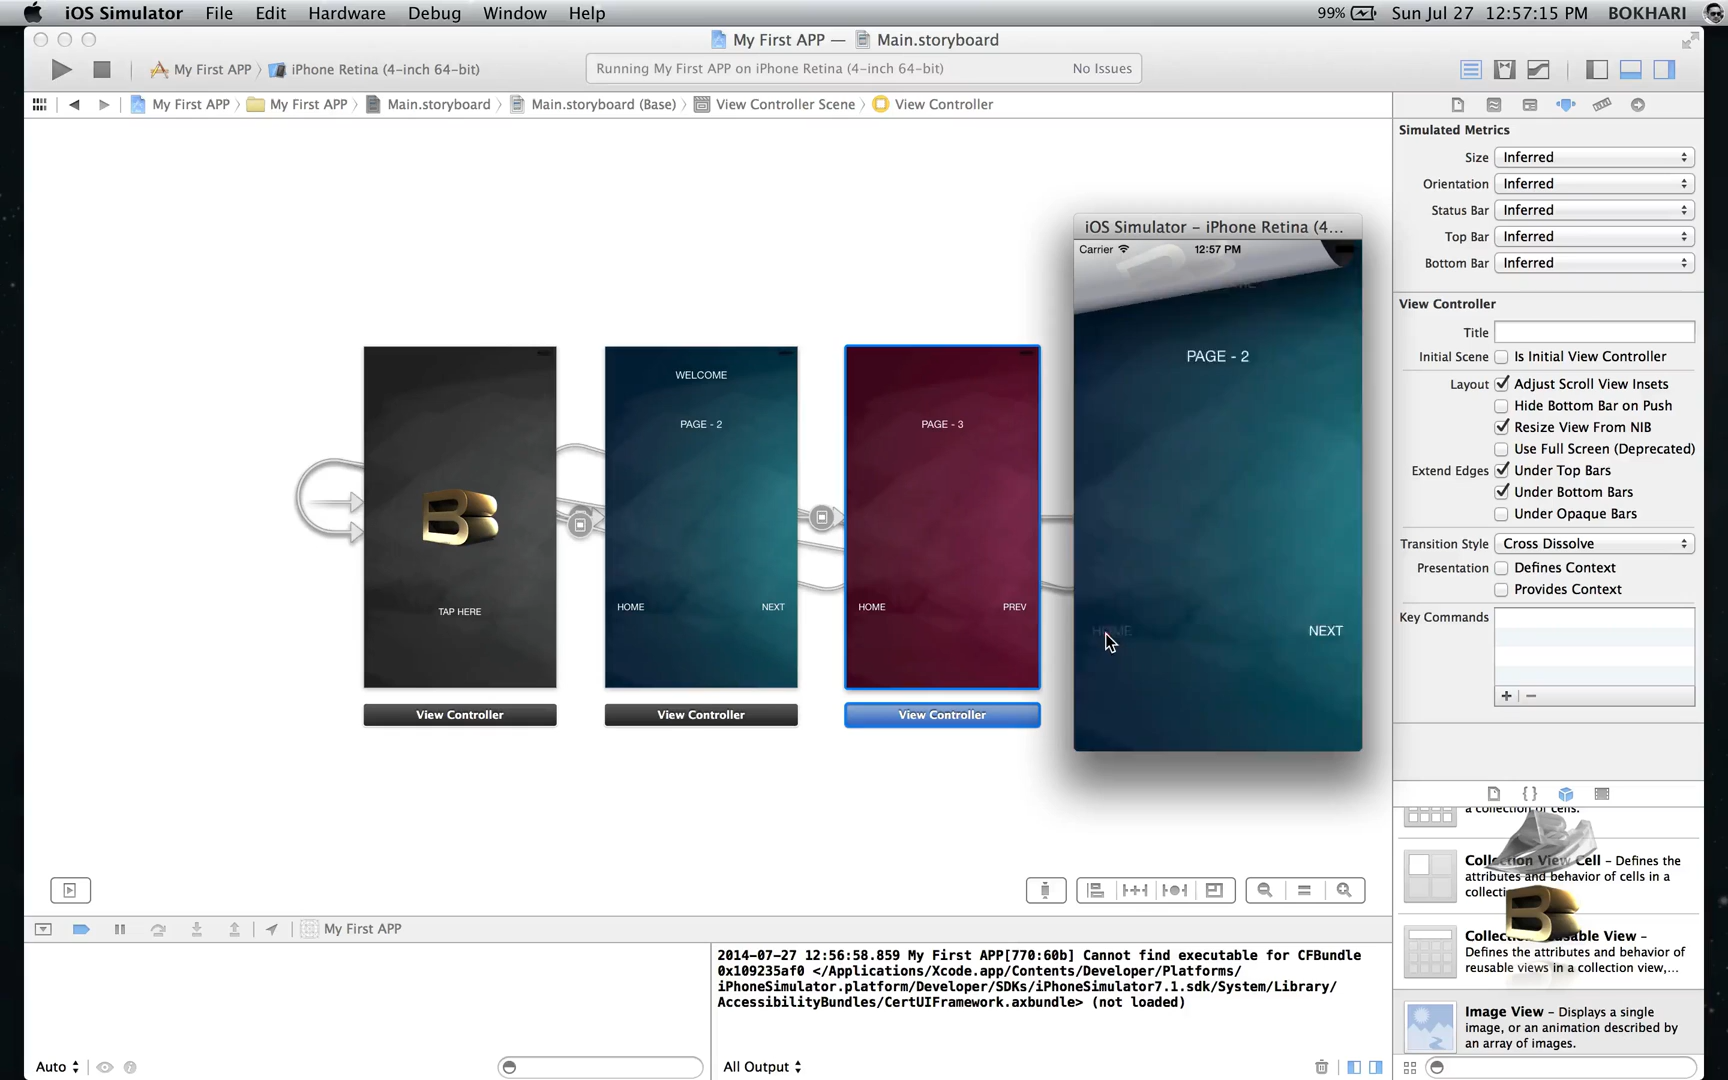 iOS Simulator File Edit Hardware Debug Window Help 99% Sun Jul 27 12:57:15 PM BOKHARI
My First APP — Main.storyboard
My First APP iPhone Retina (4-inch 64-bit) Running My First APP on iPhone Retina (4-inch 64-bit) No Issues
My First APP My First APP Main.storyboard Main.storyboard (Base) View Controller Scene View Controller
Simulated Metrics
Size Inferred
Orientation Inferred
Status Bar Inferred
Top Bar Inferred
Bottom Bar Inferred
View Controller
Title
Initial Scene Is Initial View Controller
Layout Adjust Scroll View Insets
Hide Bottom Bar on Push
Resize View From NIB
Use Full Screen (Deprecated)
Extend Edges Under Top Bars
Under Bottom Bars
Under Opaque Bars
Transition Style Cross Dissolve
Presentation Defines Context
Provides Context
Key Commands
iOS Simulator – iPhone Retina (4...
Carrier 12:57 PM
PAGE - 2
HOME NEXT
TAP HERE
View Controller
WELCOME
PAGE - 2
HOME NEXT
View Controller
PAGE - 3
HOME PREV
View Controller
a collection of cells.
Collection View Cell – Defines the
attributes and behavior of cells in a
Defines the attributes and behavior of
reusable views in a collection view,...
Image View – Displays a single
image, or an animation described by
an array of images.
My First APP
2014-07-27 12:56:58.859 My First APP[770:60b] Cannot find executable for CFBundle
0x109235af0 </Applications/Xcode.app/Contents/Developer/Platforms/
iPhoneSimulator.platform/Developer/SDKs/iPhoneSimulator7.1.sdk/System/Library/
AccessibilityBundles/CertUIFramework.axbundle> (not loaded)
Auto
All Output